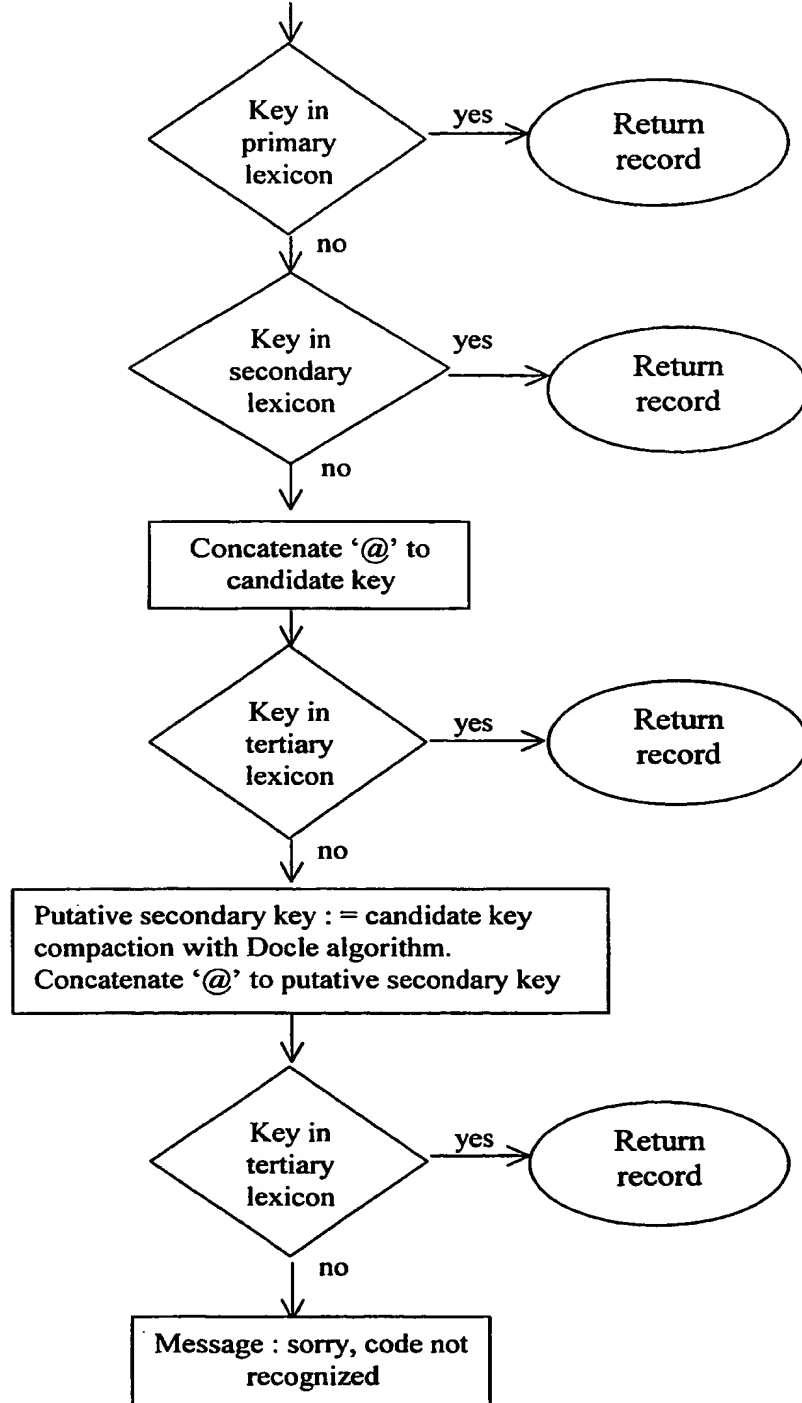 Key in
primary
lexicon
yes
Return
record
no
Key in
secondary
lexicon
yes
Return
record
no
Concatenate ‘@’ to
candidate key
Key in
tertiary
lexicon
yes
Return
record
no
Putative secondary key : = candidate key
compaction with Docle algorithm.
Concatenate ‘@’ to putative secondary key
Key in
tertiary
lexicon
yes
Return
record
no
Message : sorry, code not
recognized